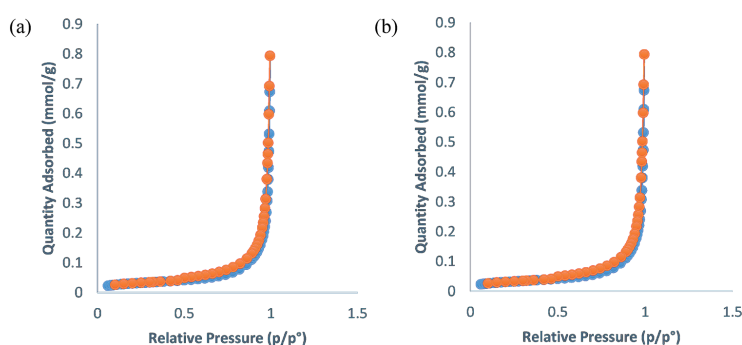 (a)
Quantity Adsorbed (mmol/g)
0.9
0.8
0.7
0.6
0.5
0.4
0.3
0.2
0.1
0
0 0.5 1 1.5
Relative Pressure (p/p°)
(b)
Quantity Adsorbed (mmol/g)
0.9
0.8
0.7
0.6
0.5
0.4
0.3
0.2
0.1
0
0 0.5 1 1.5
Relative Pressure (p/p°)